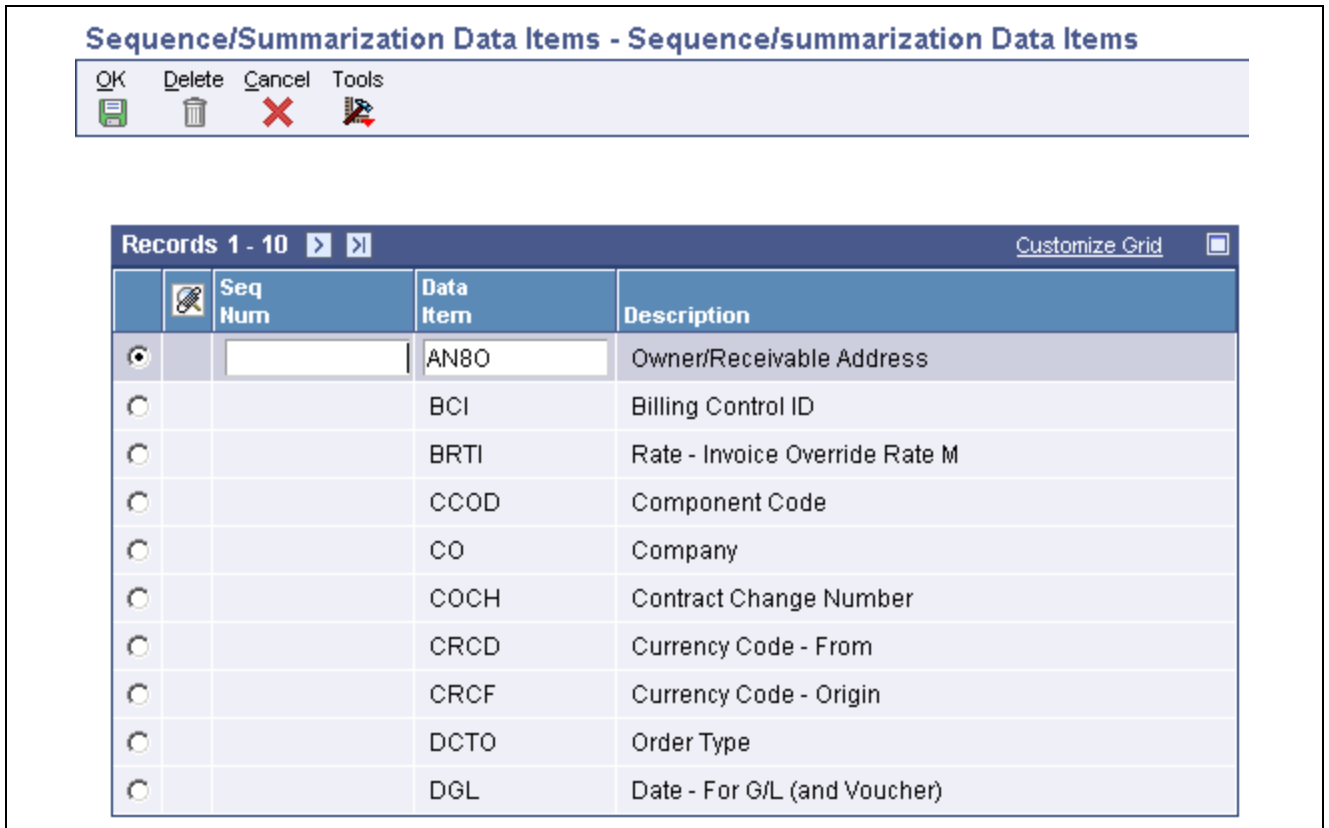 Sequence/Summarization Data Items - Sequence/summarization Data Items
OK Delete Cancel Tools
Records 1 - 10 Customize Grid
Seq Num Data Item Description
AN8O Owner/Receivable Address
BCI Billing Control ID
BRTI Rate - Invoice Override Rate M
CCOD Component Code
CO Company
COCH Contract Change Number
CRCD Currency Code - From
CRCF Currency Code - Origin
DCTO Order Type
DGL Date - For G/L (and Voucher)